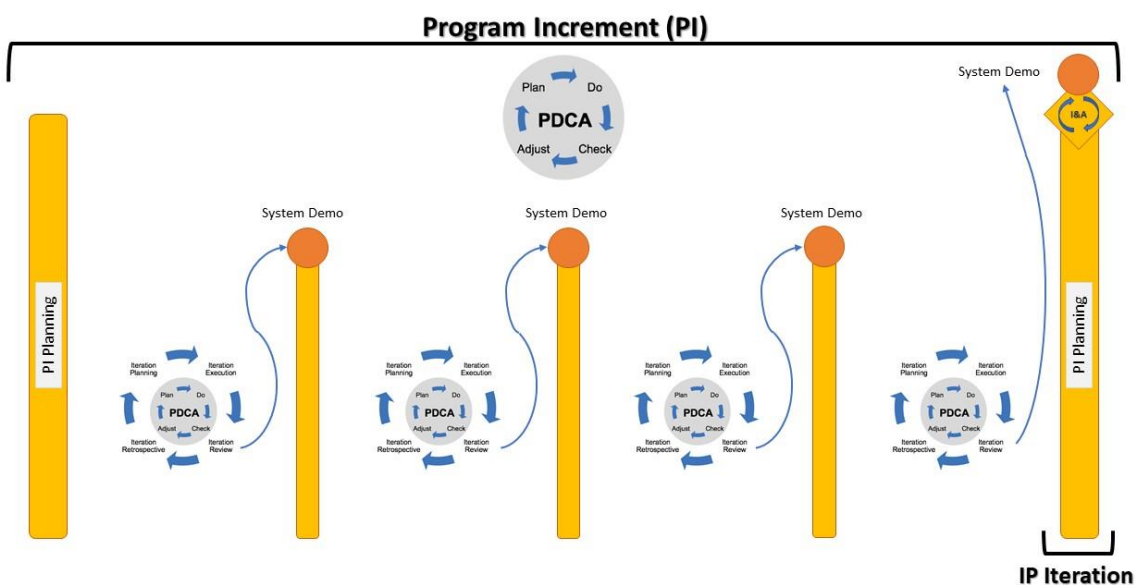 Program Increment (PI)
System Demo
Plan
Do
PDCA
Adjust
Check
I&A
System Demo
System Demo
System Demo
PI Planning
PI Planning
Iteration
Planning
Iteration
Execution
Plan
Do
PDCA
Adjust
Check
Iteration
Retrospective
Iteration
Review
Iteration
Planning
Iteration
Execution
Plan
Do
PDCA
Adjust
Check
Iteration
Retrospective
Iteration
Review
Iteration
Planning
Iteration
Execution
Plan
Do
PDCA
Adjust
Check
Iteration
Retrospective
Iteration
Review
Iteration
Planning
Iteration
Execution
Plan
Do
PDCA
Adjust
Check
Iteration
Retrospective
Iteration
Review
IP Iteration